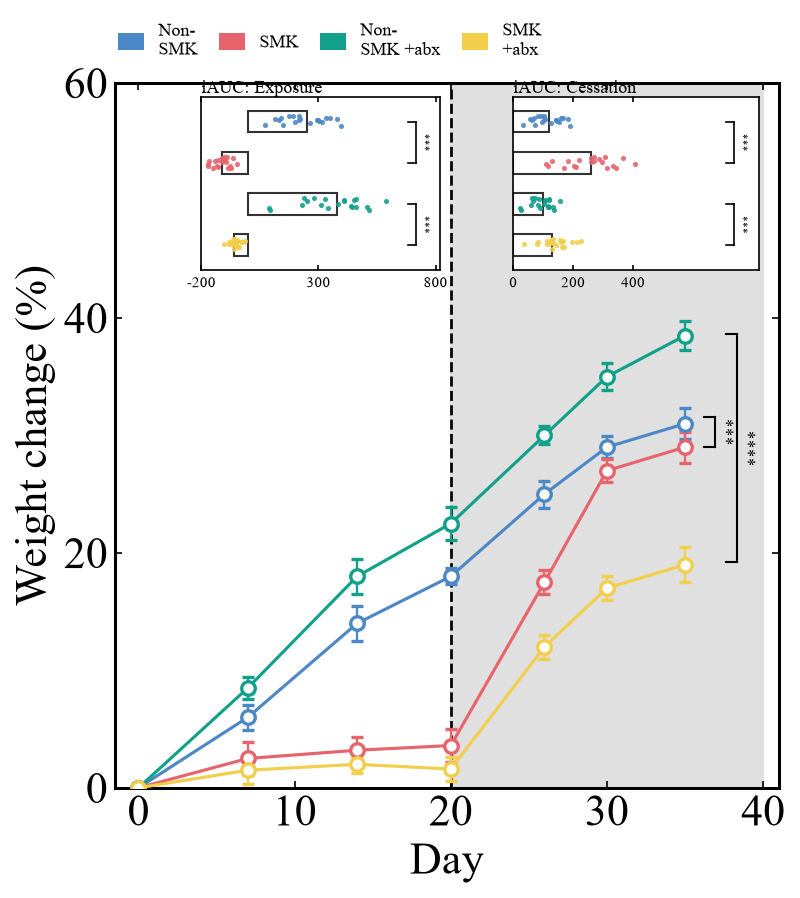 Non-
SMK
SMK
Non-
SMK +abx
SMK
+abx
iAUC: Exposure
iAUC: Cessation
***
***
***
***
-200
300
800
0
200
400
60
40
20
0
Weight change (%)
***
****
0
10
20
30
40
Day